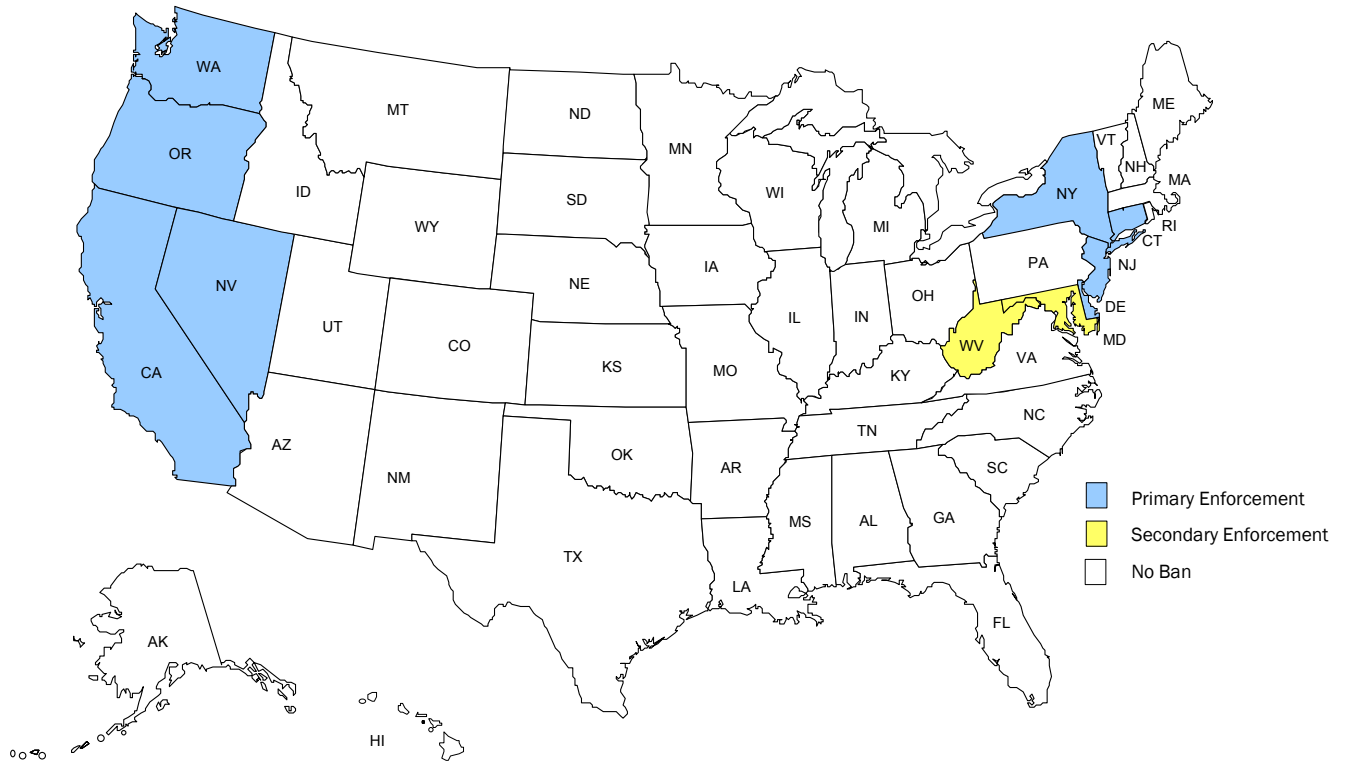 WA
MT
ND
MN
ME
VT
NH
OR
ID
SD
WI
NY
MA
WY
MI
RI
CT
IA
PA
NJ
NV
NE
OH
DE
UT
IL
IN
MD
CO
WV
VA
CA
KS
MO
KY
NC
TN
AZ
OK
AR
SC
NM
MS
AL
GA
Primary Enforcement
Secondary Enforcement
No Ban
TX
LA
FL
AK
HI